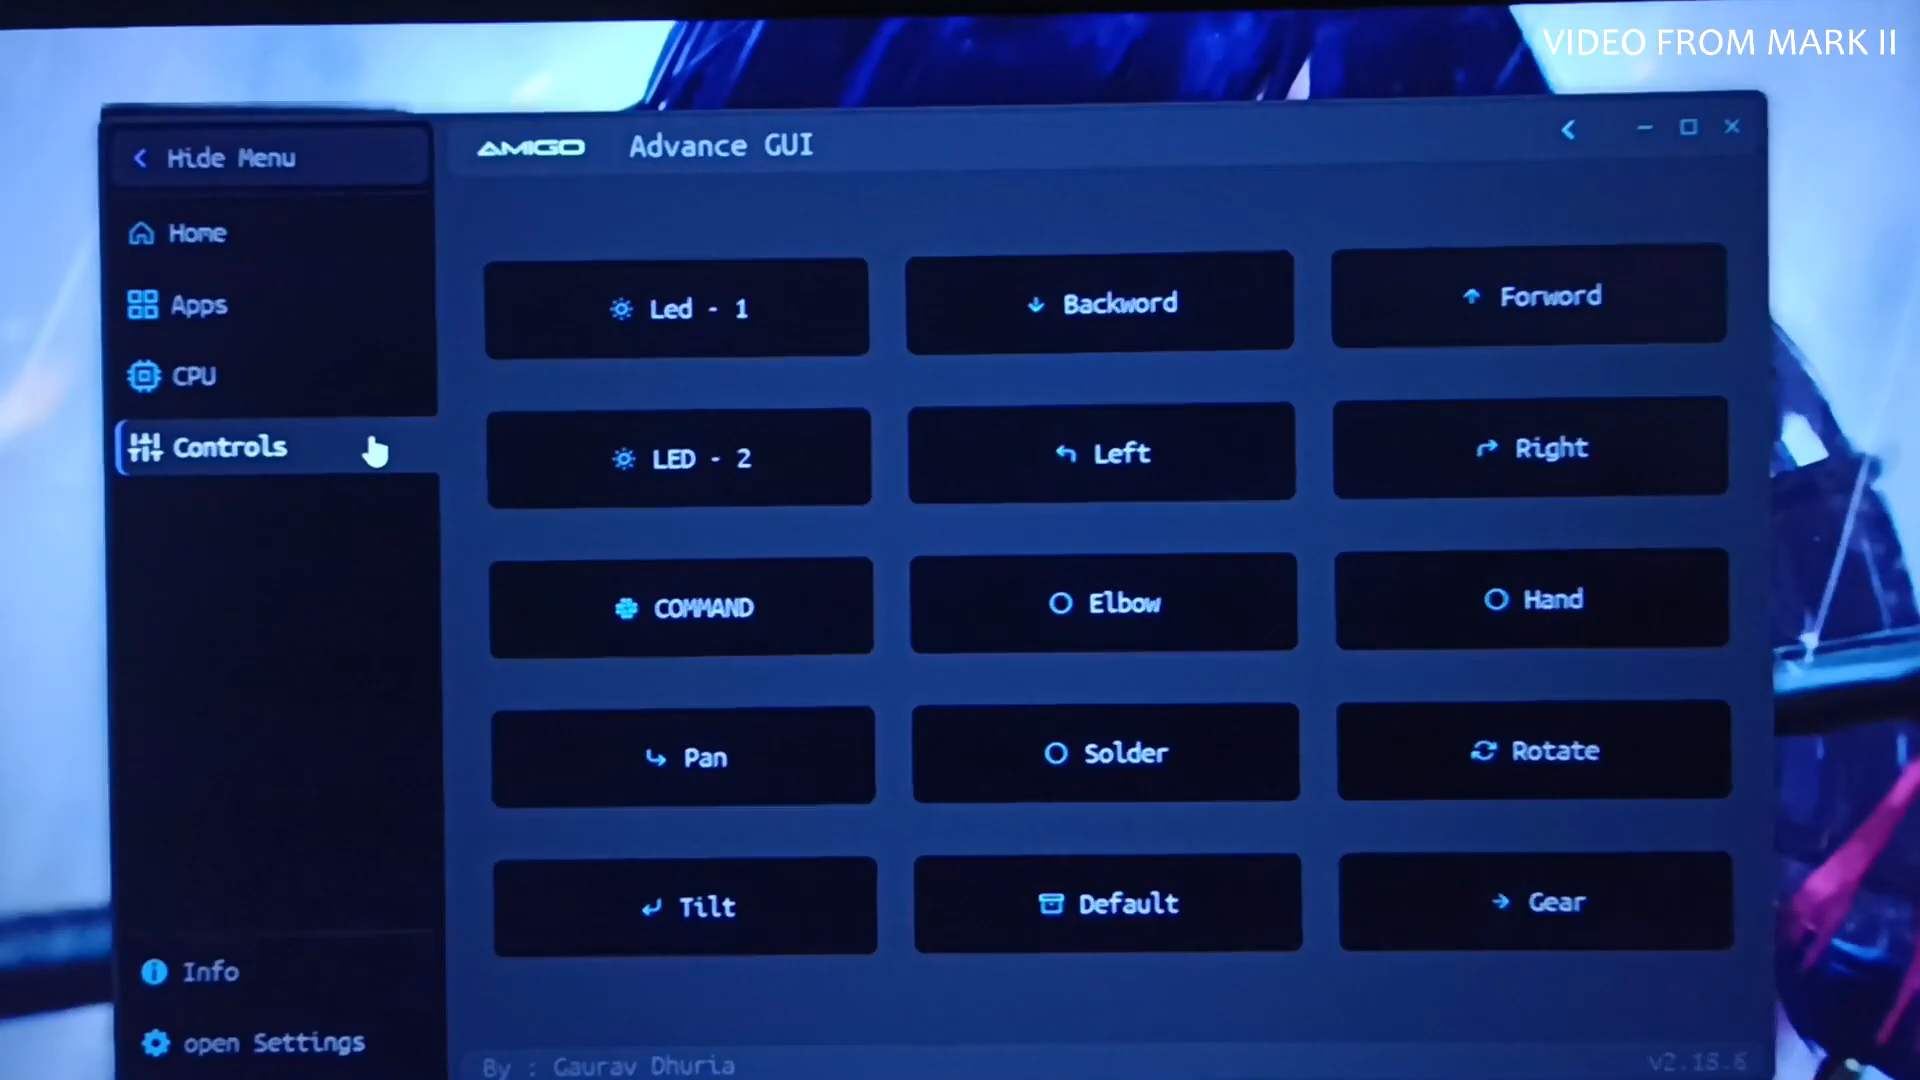 VIDEO FROM MARK II
Hide Menu
AMIGO Advance GUI
Home
Apps
CPU
Controls
Led - 1
Backword
Forword
LED - 2
Left
Right
COMMAND
Elbow
Hand
Pan
Solder
Rotate
Tilt
Default
Gear
Info
open Settings
By : Gaurav Dhuria